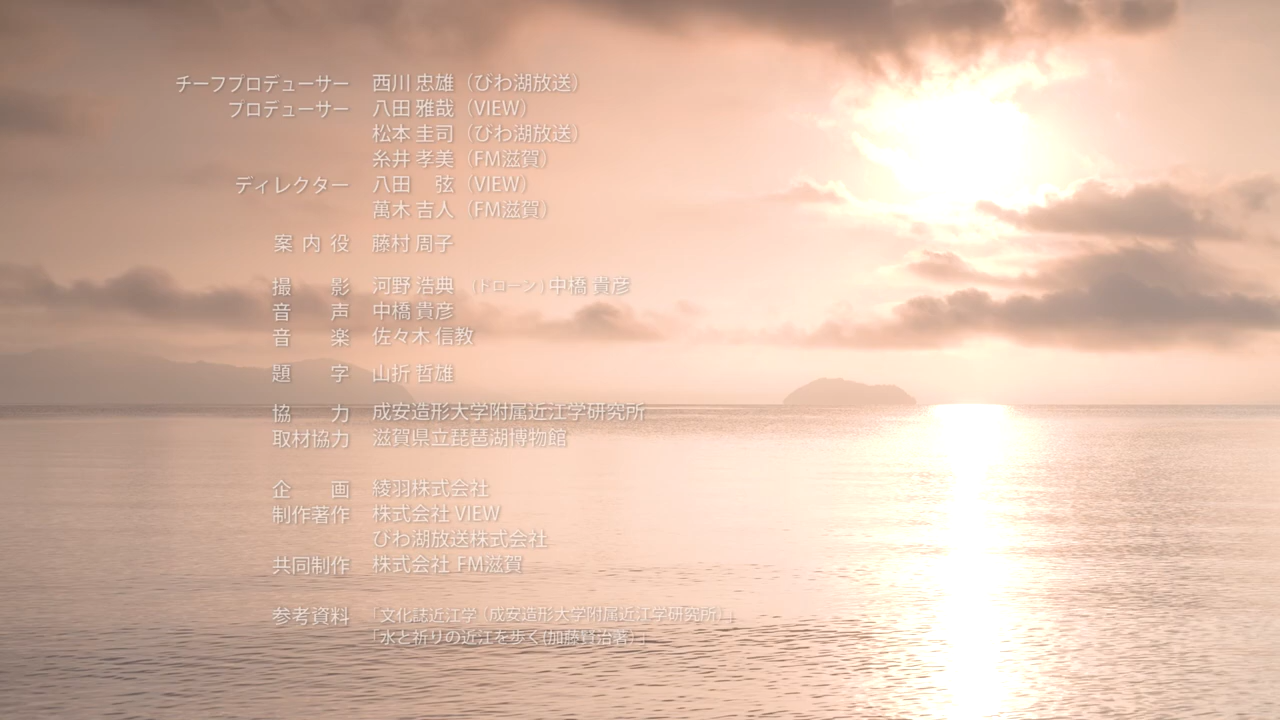 チーフプロデューサー 西川 忠雄（びわ湖放送）
プロデューサー 八田 雅哉（VIEW）
松本 圭司（びわ湖放送）
糸井 孝美（FM滋賀）
ディレクター 八田　弦（VIEW）
萬木 吉人（FM滋賀）
案 内 役 藤村 周子
撮　影 河野 浩典 （ドローン）中橋 貴彦
音　声 中橋 貴彦
音　楽 佐々木 信教
題　字 山折 哲雄
協　力 成安造形大学附属近江学研究所
取材協力 滋賀県立琵琶湖博物館
企　画 綾羽株式会社
制作著作 株式会社 VIEW
びわ湖放送株式会社
共同制作 株式会社 FM滋賀
参考資料 「文化誌近江学（成安造形大学附属近江学研究所）」
「水と祈りの近江を歩く(加藤賢治著）」